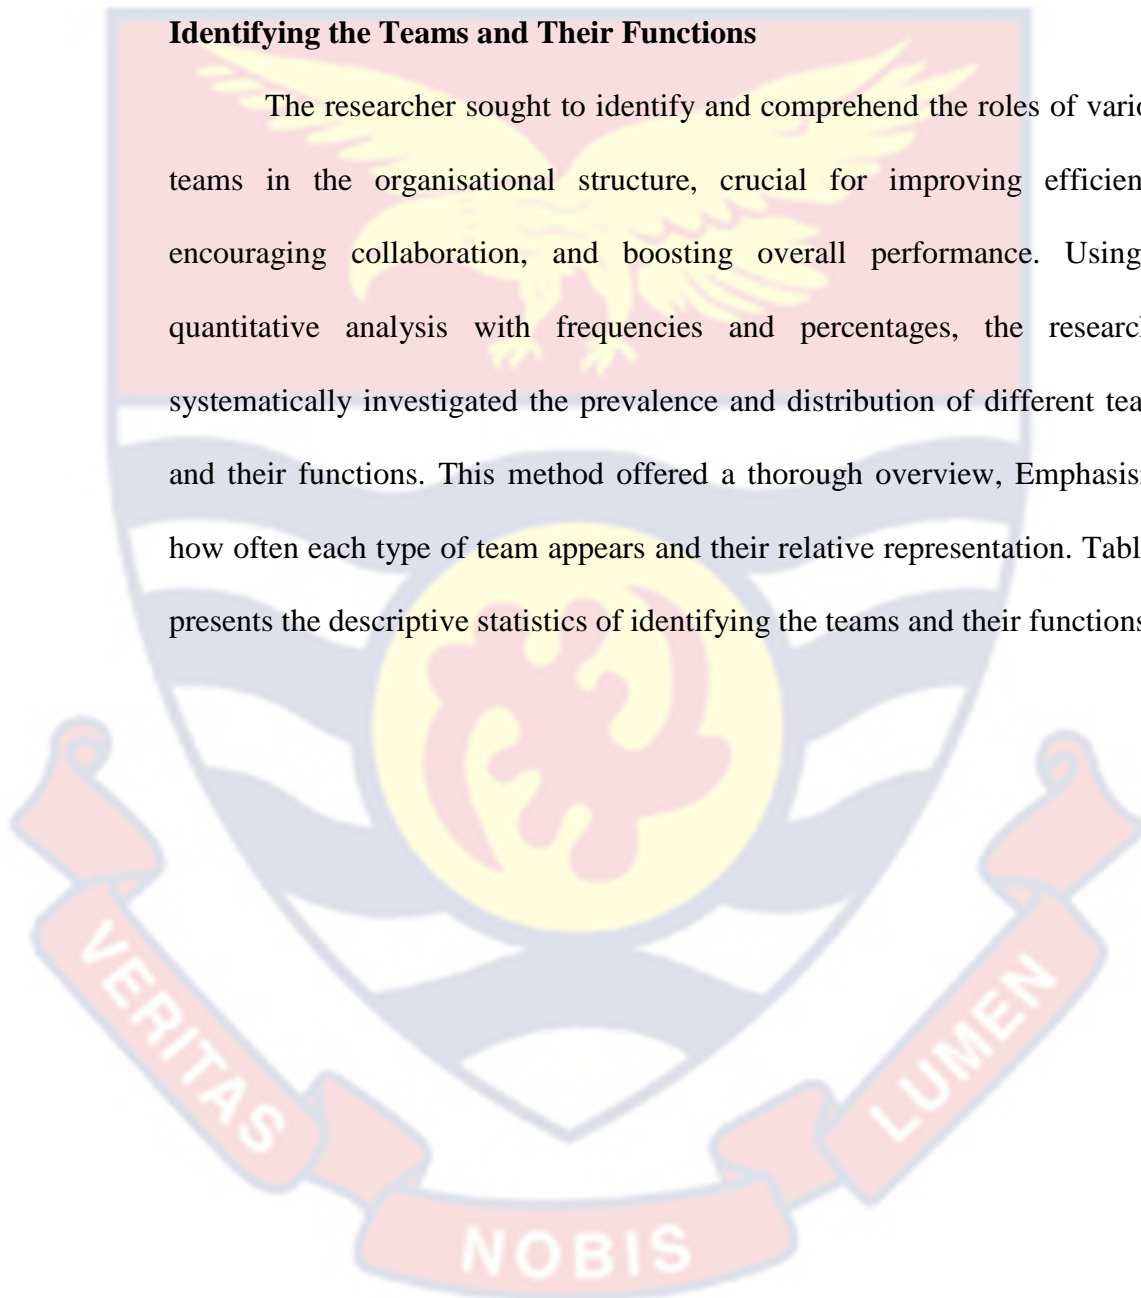 Identifying the Teams and Their Functions
The researcher sought to identify and comprehend the roles of vario
teams in the organisational structure, crucial for improving efficien
encouraging collaboration, and boosting overall performance. Using
quantitative analysis with frequencies and percentages, the research
systematically investigated the prevalence and distribution of different tea
and their functions. This method offered a thorough overview, Emphasisi
how often each type of team appears and their relative representation. Tabl
presents the descriptive statistics of identifying the teams and their functions
VERITAS
NOBIS
LUMEN